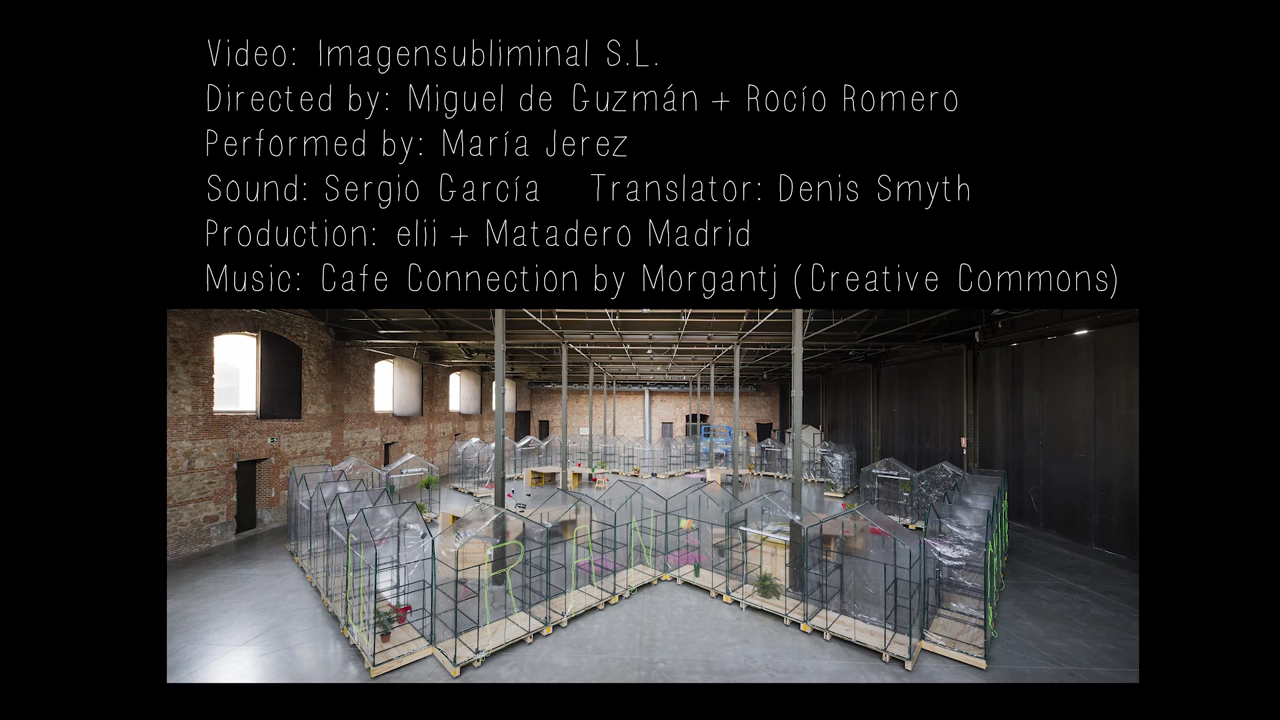 Video: Imagensubliminal S.L.
Directed by: Miguel de Guzmán + Rocío Romero
Performed by: María Jerez
Sound: Sergio García Translator: Denis Smyth
Production: elii + Matadero Madrid
Music: Cafe Connection by Morgantj (Creative Commons)